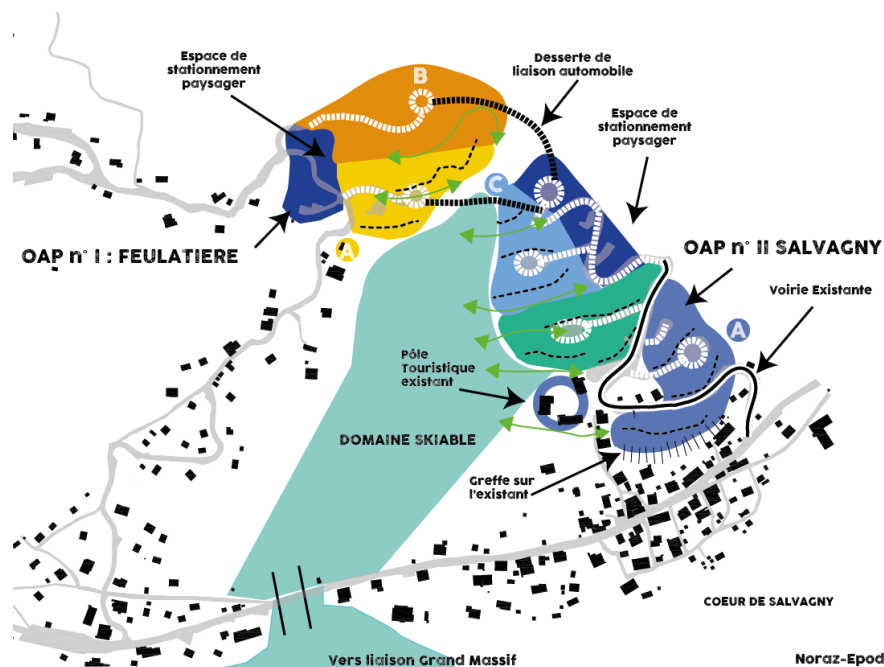 Espace de
stationnement
paysager
B
Desserte de
liaison automobile
Espace de
stationnement
paysager
C
OAP n° I : FEULATIERE
A
OAP n° II SALVAGNY
Voirie Existante
A
Pôle
Touristique
existant
DOMAINE SKIABLE
Greffe sur
l'existant
COEUR DE SALVAGNY
Vers liaison Grand Massif
Noraz-Epod